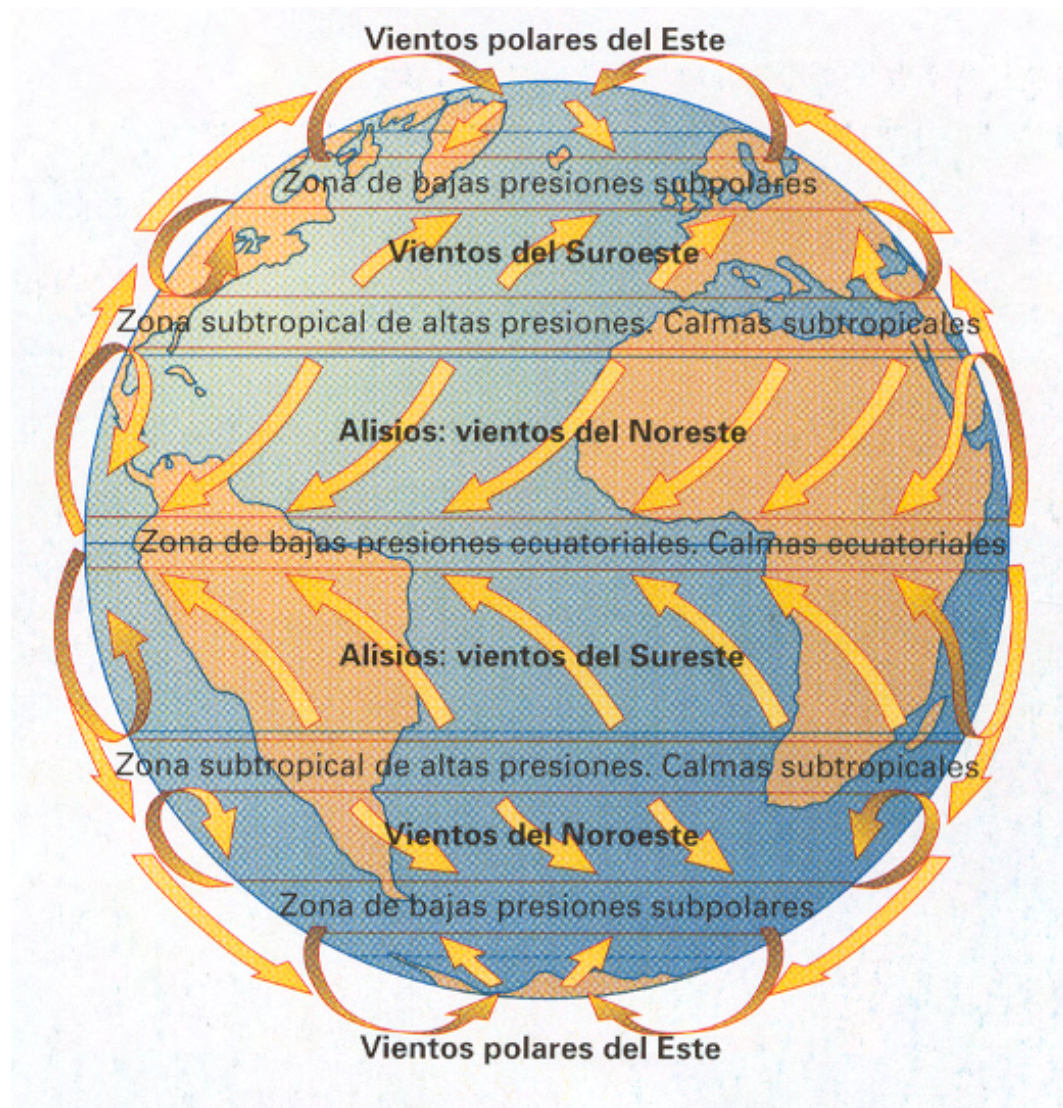 Vientos polares del Este
Zona de bajas presiones subpolares
Vientos del Suroeste
Zona subtropical de altas presiones. Calmas subtropicales
Alisios: vientos del Noreste
Zona de bajas presiones ecuatoriales. Calmas ecuatoriales
Alisios: vientos del Sureste
Zona subtropical de altas presiones. Calmas subtropicales
Vientos del Noroeste
Zona de bajas presiones subpolares
Vientos polares del Este